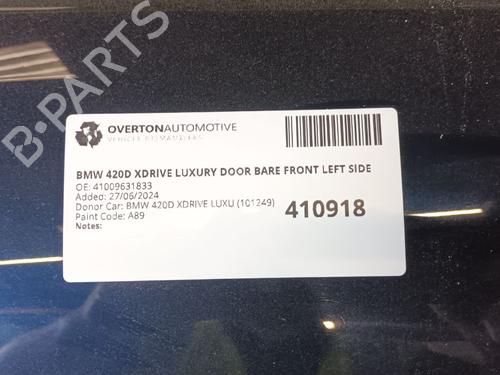 B-PARTS
OVERTONAUTOMOTIVE
BMW 420D XDRIVE LUXURY DOOR BARE FRONT LEFT SIDE
OE: 41009631833
Added: 27/06/2024
Donor Car: BMW 420D XDRIVE LUXU (101249)
Paint Code: A89
Notes:
410918